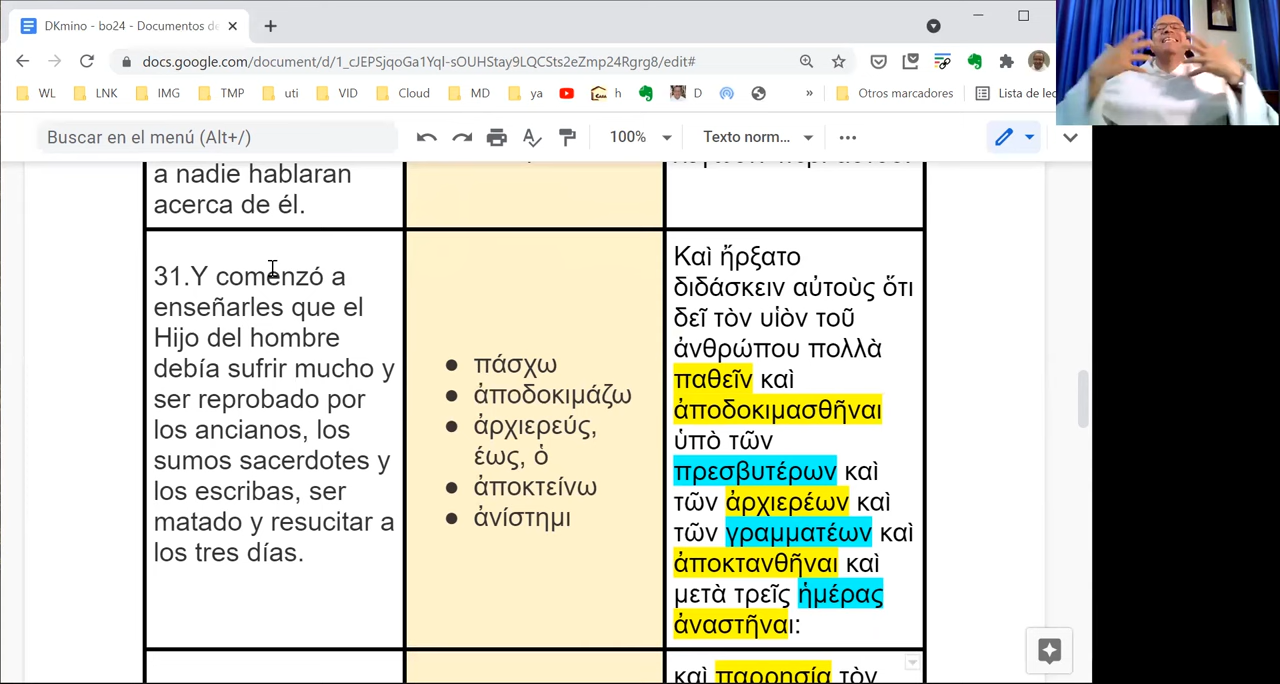 DKmino - bo24 - Documentos de
docs.google.com/document/d/1_cJEPSjqoGa1YqI-sOUHStay9LQCSts2eZmp24Rgrg8/edit#
WL LNK IMG TMP uti VID Cloud MD ya h D » Otros marcadores Lista de lec
Buscar en el menú (Alt+/) 100% Texto norm...
a nadie hablaran
acerca de él.
31.Y comenzó a
enseñarles que el
Hijo del hombre
debía sufrir mucho y
ser reprobado por
los ancianos, los
sumos sacerdotes y
los escribas, ser
matado y resucitar a
los tres días.
● πάσχω
● ἀποδοκιμάζω
● ἀρχιερεύς,
έως, ὁ
● ἀποκτείνω
● ἀνίστημι
Καὶ ἤρξατο
διδάσκειν αὐτοὺς ὅτι
δεῖ τὸν υἱὸν τοῦ
ἀνθρώπου πολλὰ
παθεῖν καὶ
ἀποδοκιμασθῆναι
ὑπὸ τῶν
πρεσβυτέρων καὶ
τῶν ἀρχιερέων καὶ
τῶν γραμματέων καὶ
ἀποκτανθῆναι καὶ
μετὰ τρεῖς ἡμέρας
ἀναστῆναι:
καὶ παρρησίᾳ τὸν